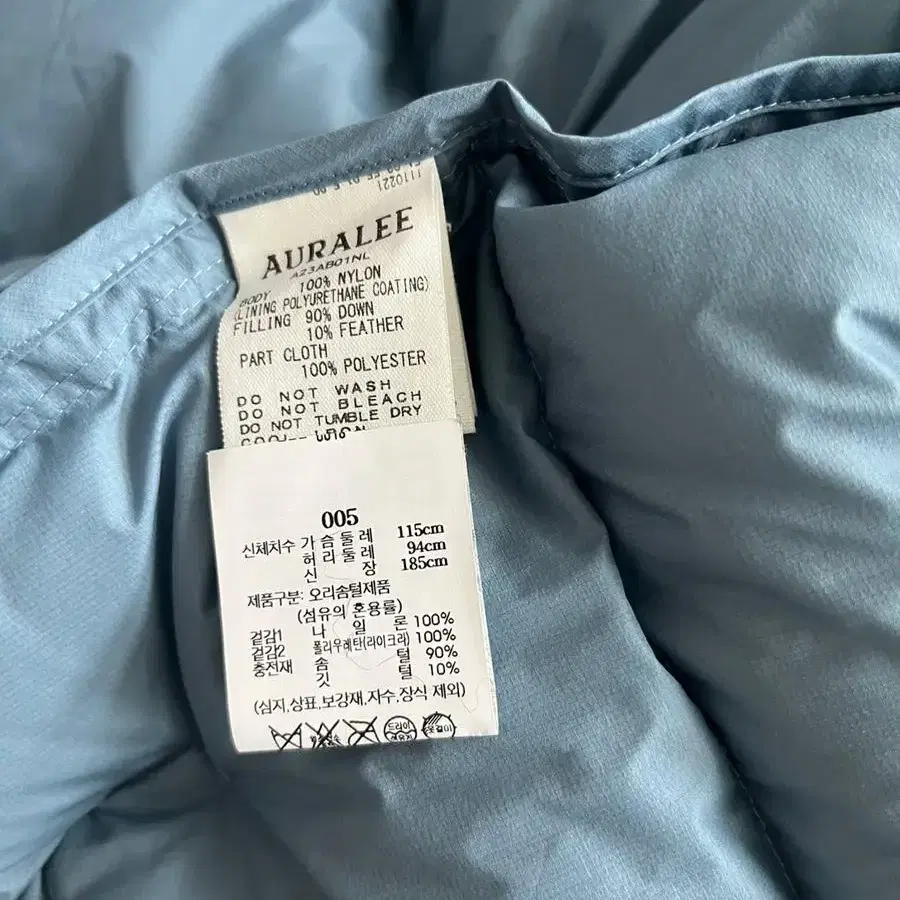 1110221
AURALEE
A23AB01NL
BODY 100% NYLON
(LINING POLYURETHANE COATING)
FILLING 90% DOWN
10% FEATHER
PART CLOTH
100% POLYESTER
DO NOT WASH
DO NOT BLEACH
DO NOT TUMBLE DRY
005
신체치수 가슴둘레 115cm
허리둘레 94cm
신장 185cm
제품구분: 오리솜털제품
(섬유의 혼용률)
겉감1 나일론 100%
겉감2 폴리우레탄(라이크라) 100%
충전재 솜털 90%
깃털 10%
(심지,상표,보강재,자수,장식 제외)
드라이